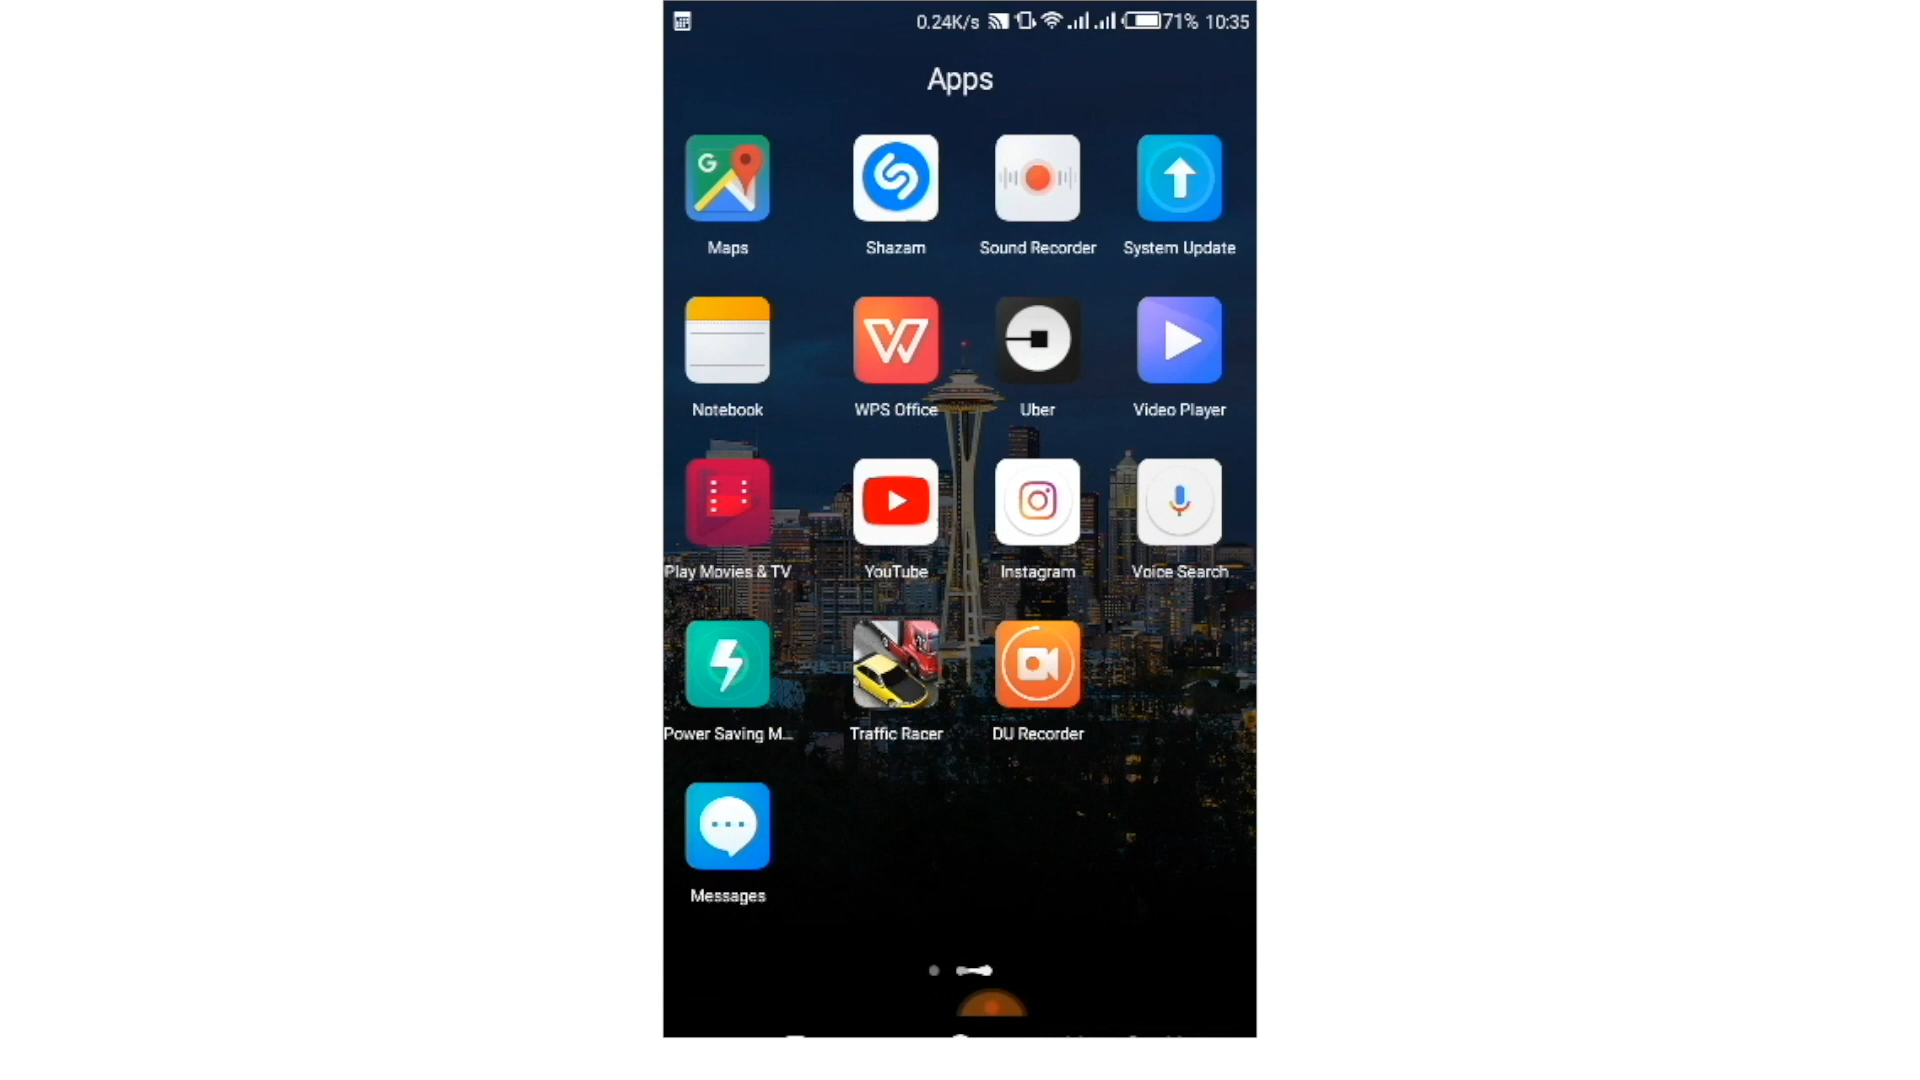 0.24K/s 71% 10:35
Apps
Maps Shazam Sound Recorder System Update
Notebook WPS Office Uber Video Player
Play Movies & TV YouTube Instagram Voice Search
Power Saving M... Traffic Racer DU Recorder
Messages